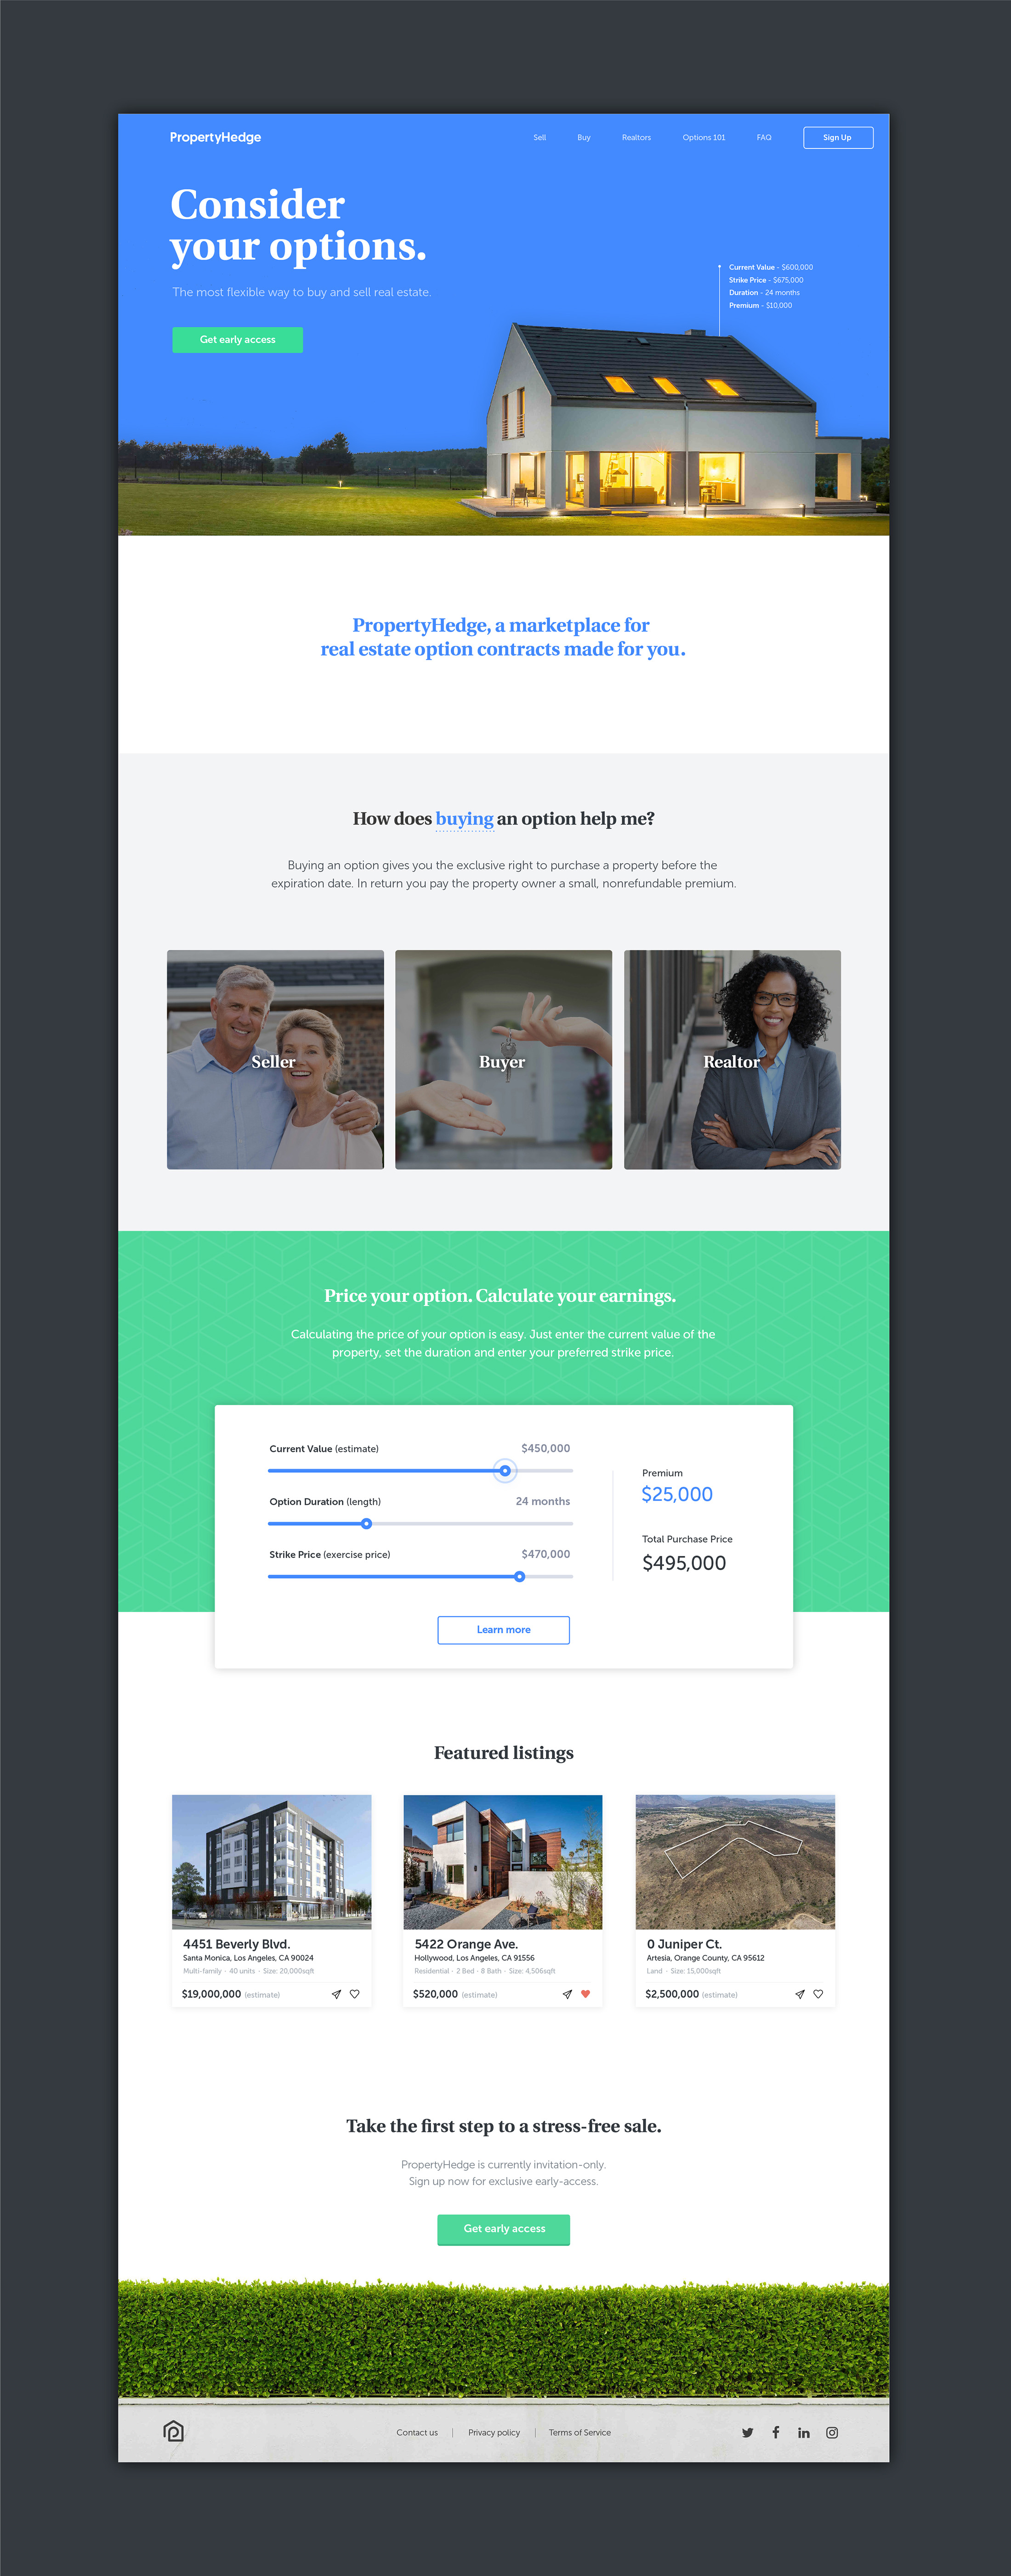 PropertyHedge
Sell
Buy
Realtors
Options 101
FAQ
Sign Up
Consider
your options.
The most flexible way to buy and sell real estate.
Get early access
Current Value - $600,000
Strike Price - $675,000
Duration - 24 months
Premium - $10,000
PropertyHedge, a marketplace for
real estate option contracts made for you.
How does buying an option help me?
Buying an option gives you the exclusive right to purchase a property before the
expiration date. In return you pay the property owner a small, nonrefundable premium.
Seller
Buyer
Realtor
Price your option. Calculate your earnings.
Calculating the price of your option is easy. Just enter the current value of the
property, set the duration and enter your preferred strike price.
Current Value (estimate)
$450,000
Option Duration (length)
24 months
Strike Price (exercise price)
$470,000
Premium
$25,000
Total Purchase Price
$495,000
Learn more
Featured listings
4451 Beverly Blvd.
Santa Monica, Los Angeles, CA 90024
Multi-family · 40 units · Size: 20,000sqft
$19,000,000 (estimate)
5422 Orange Ave.
Hollywood, Los Angeles, CA 91556
Residential · 2 Bed · 8 Bath · Size: 4,506sqft
$520,000 (estimate)
0 Juniper Ct.
Artesia, Orange County, CA 95612
Land · Size: 15,000sqft
$2,500,000 (estimate)
Take the first step to a stress-free sale.
PropertyHedge is currently invitation-only.
Sign up now for exclusive early-access.
Get early access
Contact us
Privacy policy
Terms of Service